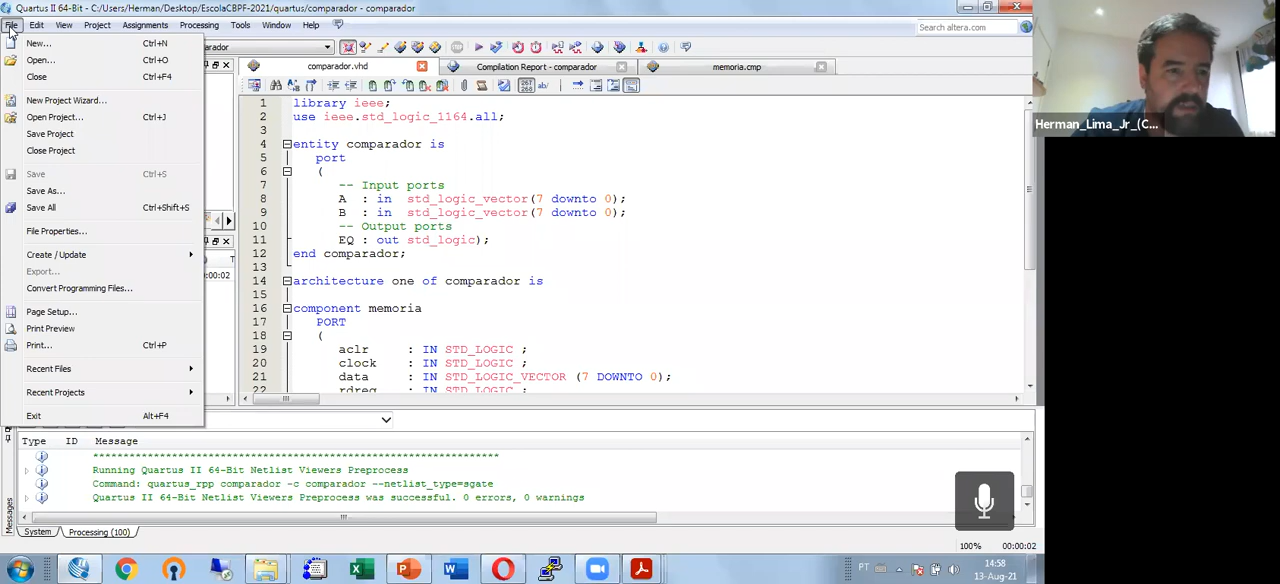 Quartus II 64-Bit - C:/Users/Herman/Desktop/EscolaCBPF-2021/quartus/comparador - comparador
File Edit View Project Assignments Processing Tools Window Help
Search altera.com
New... Ctrl+N
Open... Ctrl+O
Close Ctrl+F4
New Project Wizard...
Open Project... Ctrl+J
Save Project
Close Project
Save Ctrl+S
Save As...
Save All Ctrl+Shift+S
File Properties...
Create / Update
Export...
Convert Programming Files...
Page Setup...
Print Preview
Print... Ctrl+P
Recent Files
Recent Projects
Exit Alt+F4
:00:02
comparador.vhd
Compilation Report - comparador
memoria.cmp
1 library ieee;
2 use ieee.std_logic_1164.all;
3
4 entity comparador is
5 port
6 (
7 -- Input ports
8 A : in std_logic_vector(7 downto 0);
9 B : in std_logic_vector(7 downto 0);
10 -- Output ports
11 EQ : out std_logic);
12 end comparador;
13
14 architecture one of comparador is
15
16 component memoria
17 PORT
18 (
19 aclr : IN STD_LOGIC ;
20 clock : IN STD_LOGIC ;
21 data : IN STD_LOGIC_VECTOR (7 DOWNTO 0);
22 rdreq : IN STD_LOGIC ;
Type ID Message
****************************************************************
Running Quartus II 64-Bit Netlist Viewers Preprocess
Command: quartus_rpp comparador -c comparador --netlist_type=sgate
Quartus II 64-Bit Netlist Viewers Preprocess was successful. 0 errors, 0 warnings
Messages
System Processing (100)
100% 00:00:02
PT
14:58
13-Aug-21
Herman_Lima_Jr_(C...